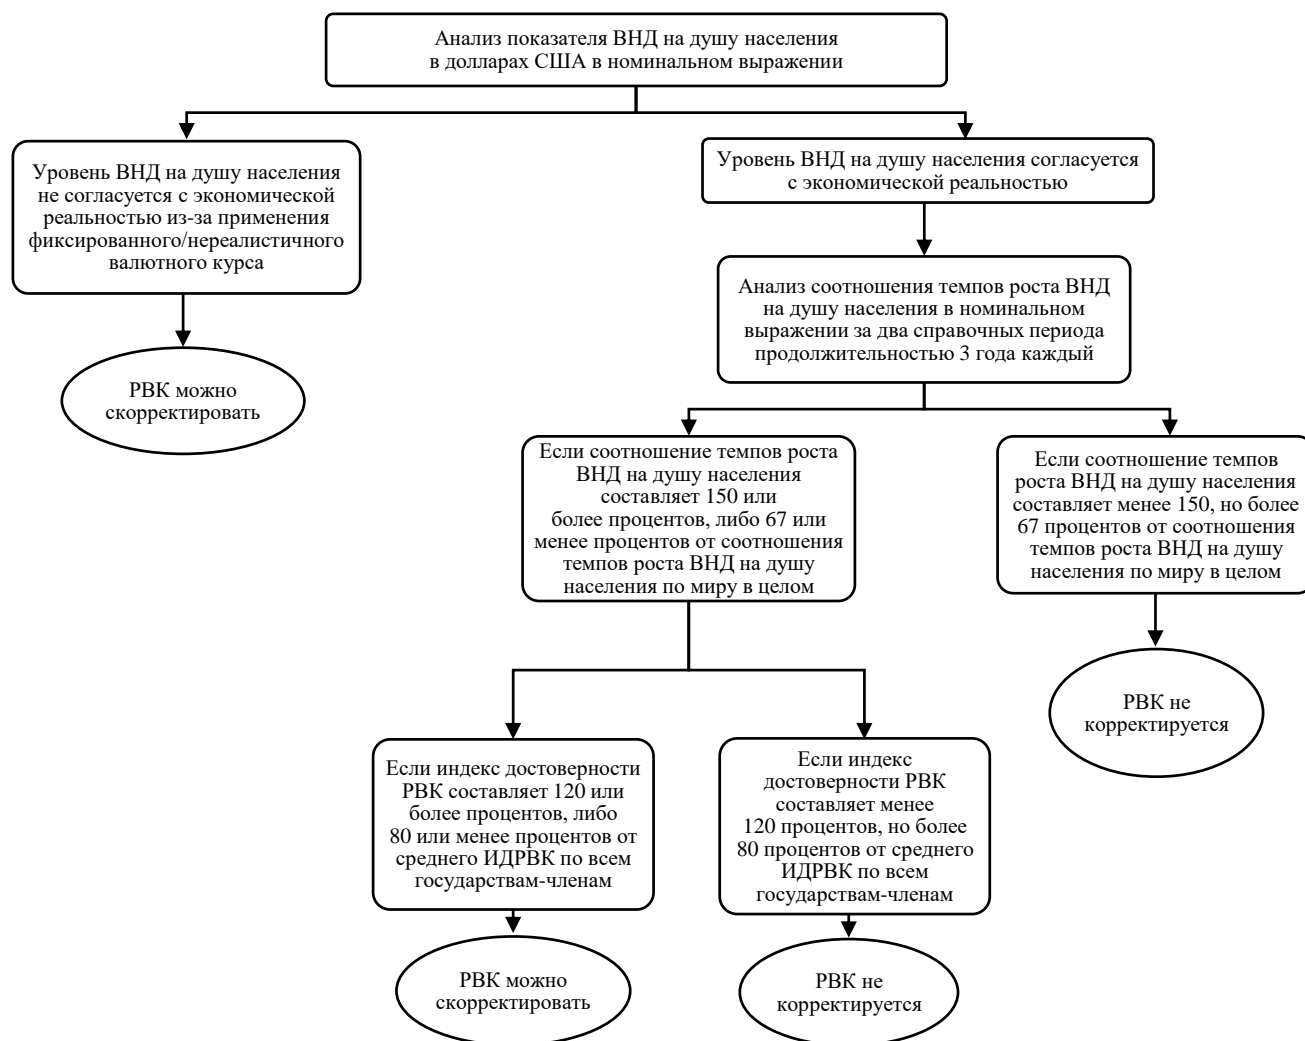 Анализ показателя ВНД на душу населения
в долларах США в номинальном выражении
Уровень ВНД на душу населения
не согласуется с экономической
реальностью из-за применения
фиксированного/нереалистичного
валютного курса
Уровень ВНД на душу населения согласуется
с экономической реальностью
РВК можно
скорректировать
Анализ соотношения темпов роста ВНД
на душу населения в номинальном
выражении за два справочных периода
продолжительностью 3 года каждый
Если соотношение темпов роста
ВНД на душу населения
составляет 150 или
более процентов, либо 67 или
менее процентов от соотношения
темпов роста ВНД на душу
населения по миру в целом
Если соотношение темпов
роста ВНД на душу населения
составляет менее 150, но более
67 процентов от соотношения
темпов роста ВНД на душу
населения по миру в целом
РВК не
корректируется
Если индекс достоверности
РВК составляет 120 или
более процентов, либо
80 или менее процентов от
среднего ИДРВК по всем
государствам-членам
Если индекс
достоверности РВК
составляет менее
120 процентов, но более
80 процентов от среднего
ИДРВК по всем
государствам-членам
РВК можно
скорректировать
РВК не
корректируется